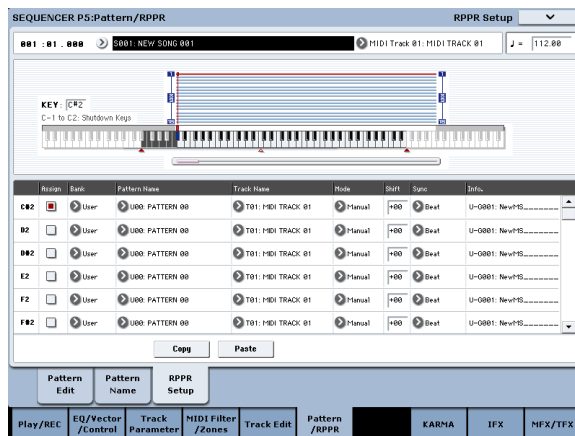 SEQUENCER P5:Pattern/RPPR RPPR Setup
001 :01 . 000 S001: NEW SONG 001 MIDI Track 01: MIDI TRACK 01 ♩ = 112.00
KEY: C#2
C-1 to C2: Shutdown Keys
Assign Bank Pattern Name Track Name Mode Shift Sync Info.
C#2 User U00: PATTERN 00 T01: MIDI TRACK 01 Manual +00 Beat U-G001: NewMS_______
D2 User U00: PATTERN 00 T01: MIDI TRACK 01 Manual +00 Beat U-G001: NewMS_______
D#2 User U00: PATTERN 00 T01: MIDI TRACK 01 Manual +00 Beat U-G001: NewMS_______
E2 User U00: PATTERN 00 T01: MIDI TRACK 01 Manual +00 Beat U-G001: NewMS_______
F2 User U00: PATTERN 00 T01: MIDI TRACK 01 Manual +00 Beat U-G001: NewMS_______
F#2 User U00: PATTERN 00 T01: MIDI TRACK 01 Manual +00 Beat U-G001: NewMS_______
Copy Paste
Pattern Edit Pattern Name RPPR Setup
Play/REC EQ/Vector /Control Track Parameter MIDI Filter /Zones Track Edit Pattern /RPPR KARMA IFX MFX/TFX